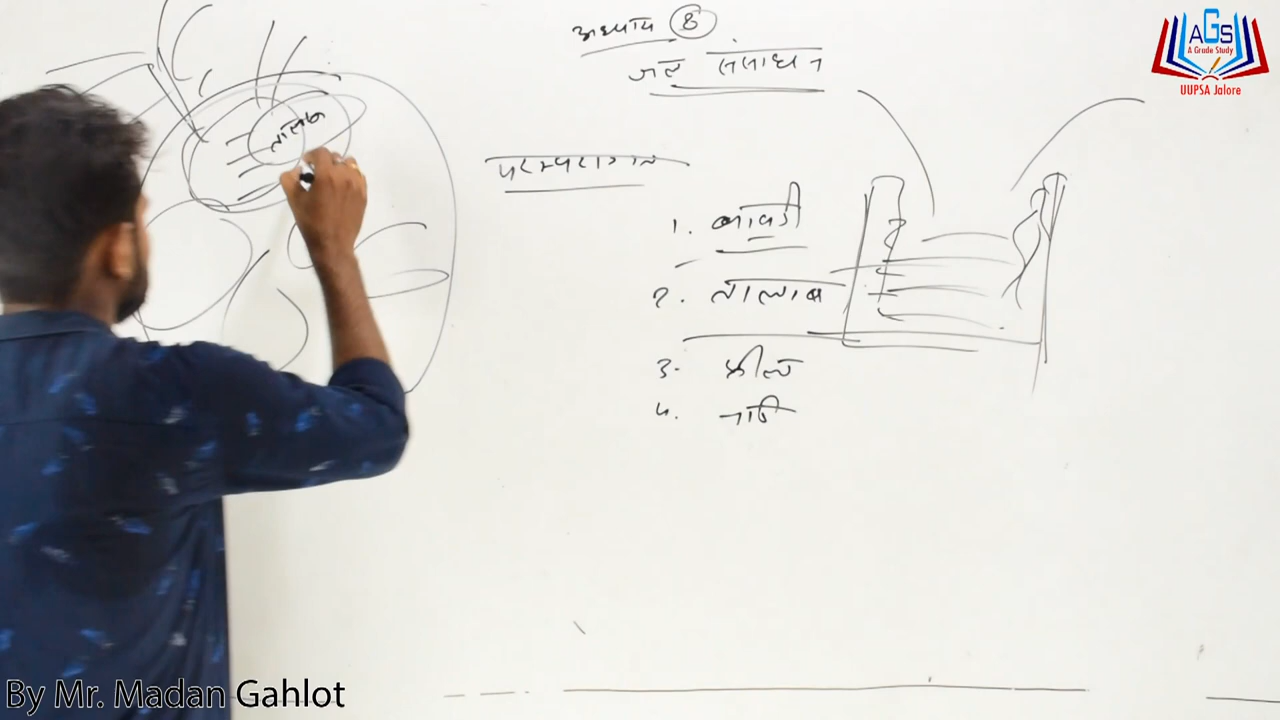 अध्याय 8
जल संसाधन
परम्परागत
1. बावडी
2. तालाब
3. झील
4. नाडी
तालाब
AGS
A Grade Study
UUPSA Jalore
By Mr. Madan Gahlot